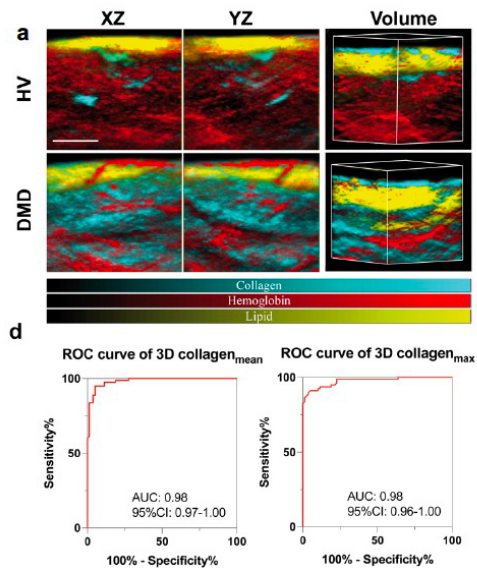 a
XZ YZ Volume
HV
DMD
Collagen
Hemoglobin
Lipid
d
ROC curve of 3D collagenmean
Sensitivity%
100
50
0
AUC: 0.98
95%CI: 0.97-1.00
0 50 100
100% - Specificity%
ROC curve of 3D collagenmax
Sensitivity%
100
50
0
AUC: 0.98
95%CI: 0.96-1.00
0 50 100
100% - Specificity%